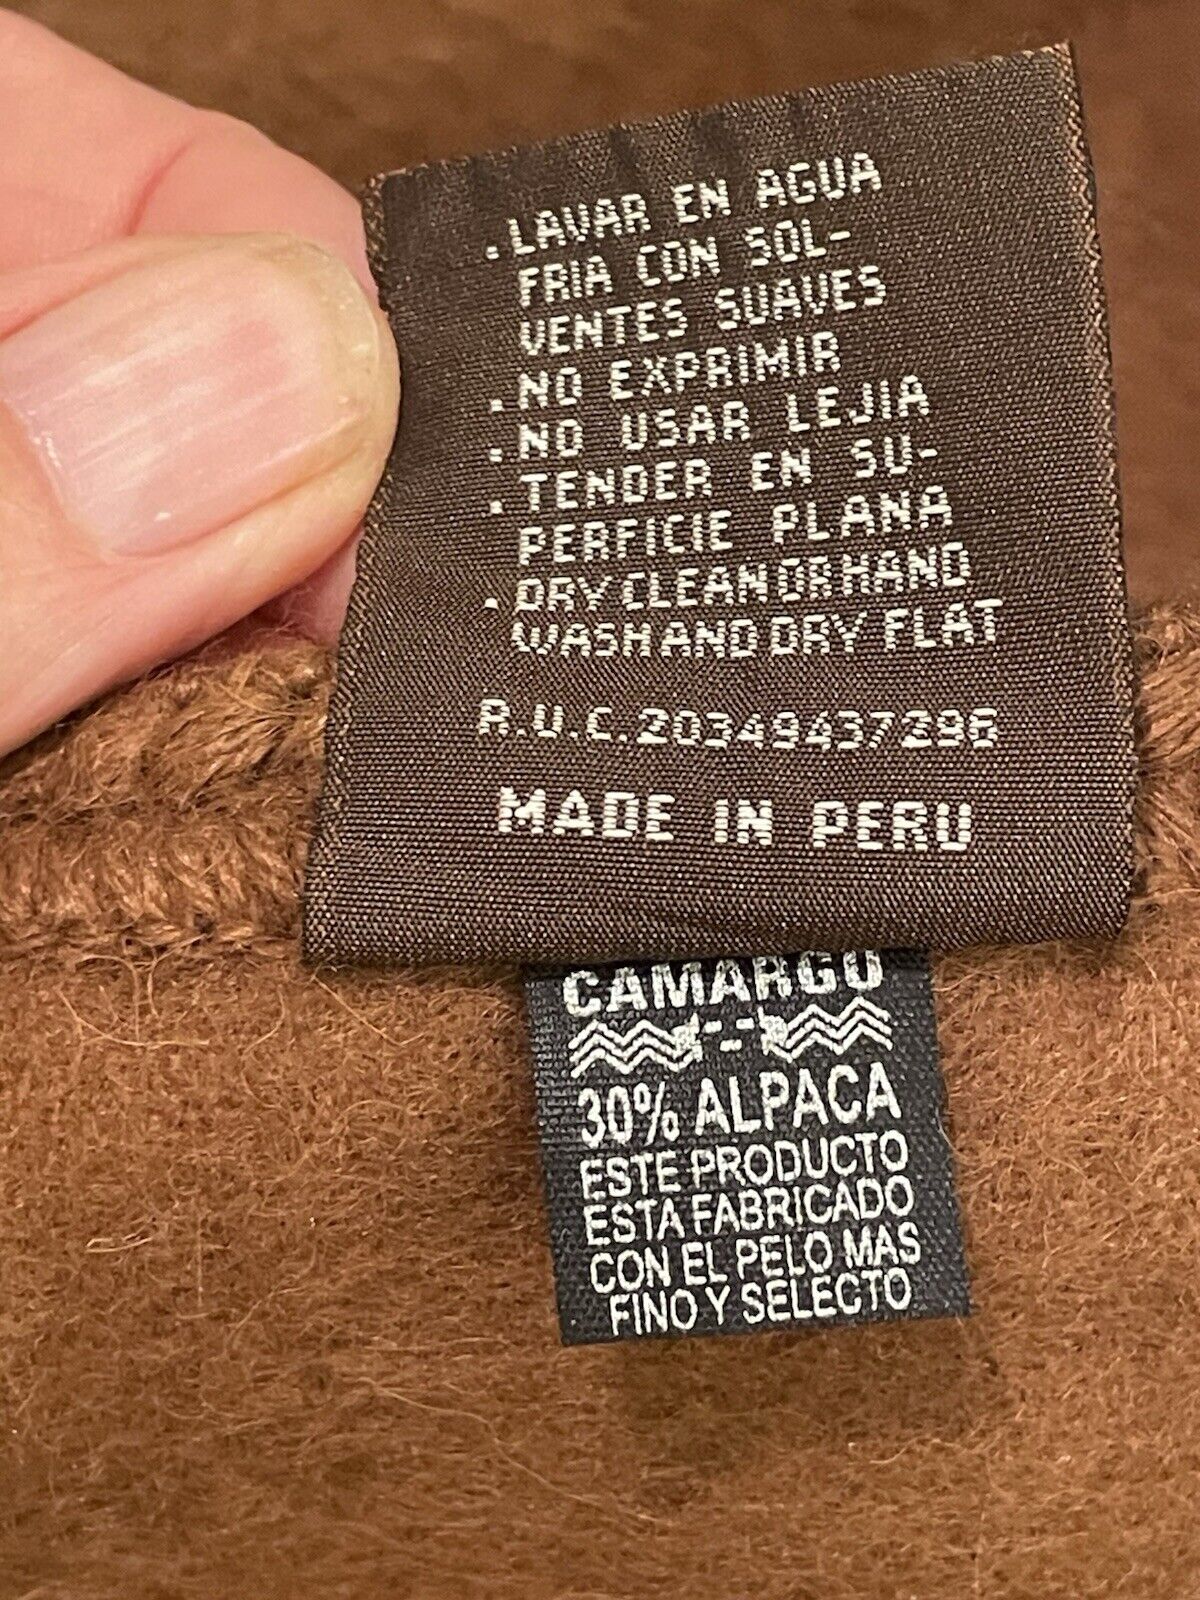 .LAVAR EN AGUA
FRIA CON SOL-
VENTES SUAVES
.NO EXPRIMIR
.NO USAR LEJIA
.TENDER EN SU-
PERFICIE PLANA
.DRY CLEAN OR HAND
WASH AND DRY FLAT
R.U.C.20349437296
MADE IN PERU
CAMARGO
30% ALPACA
ESTE PRODUCTO
ESTA FABRICADO
CON EL PELO MAS
FINO Y SELECTO